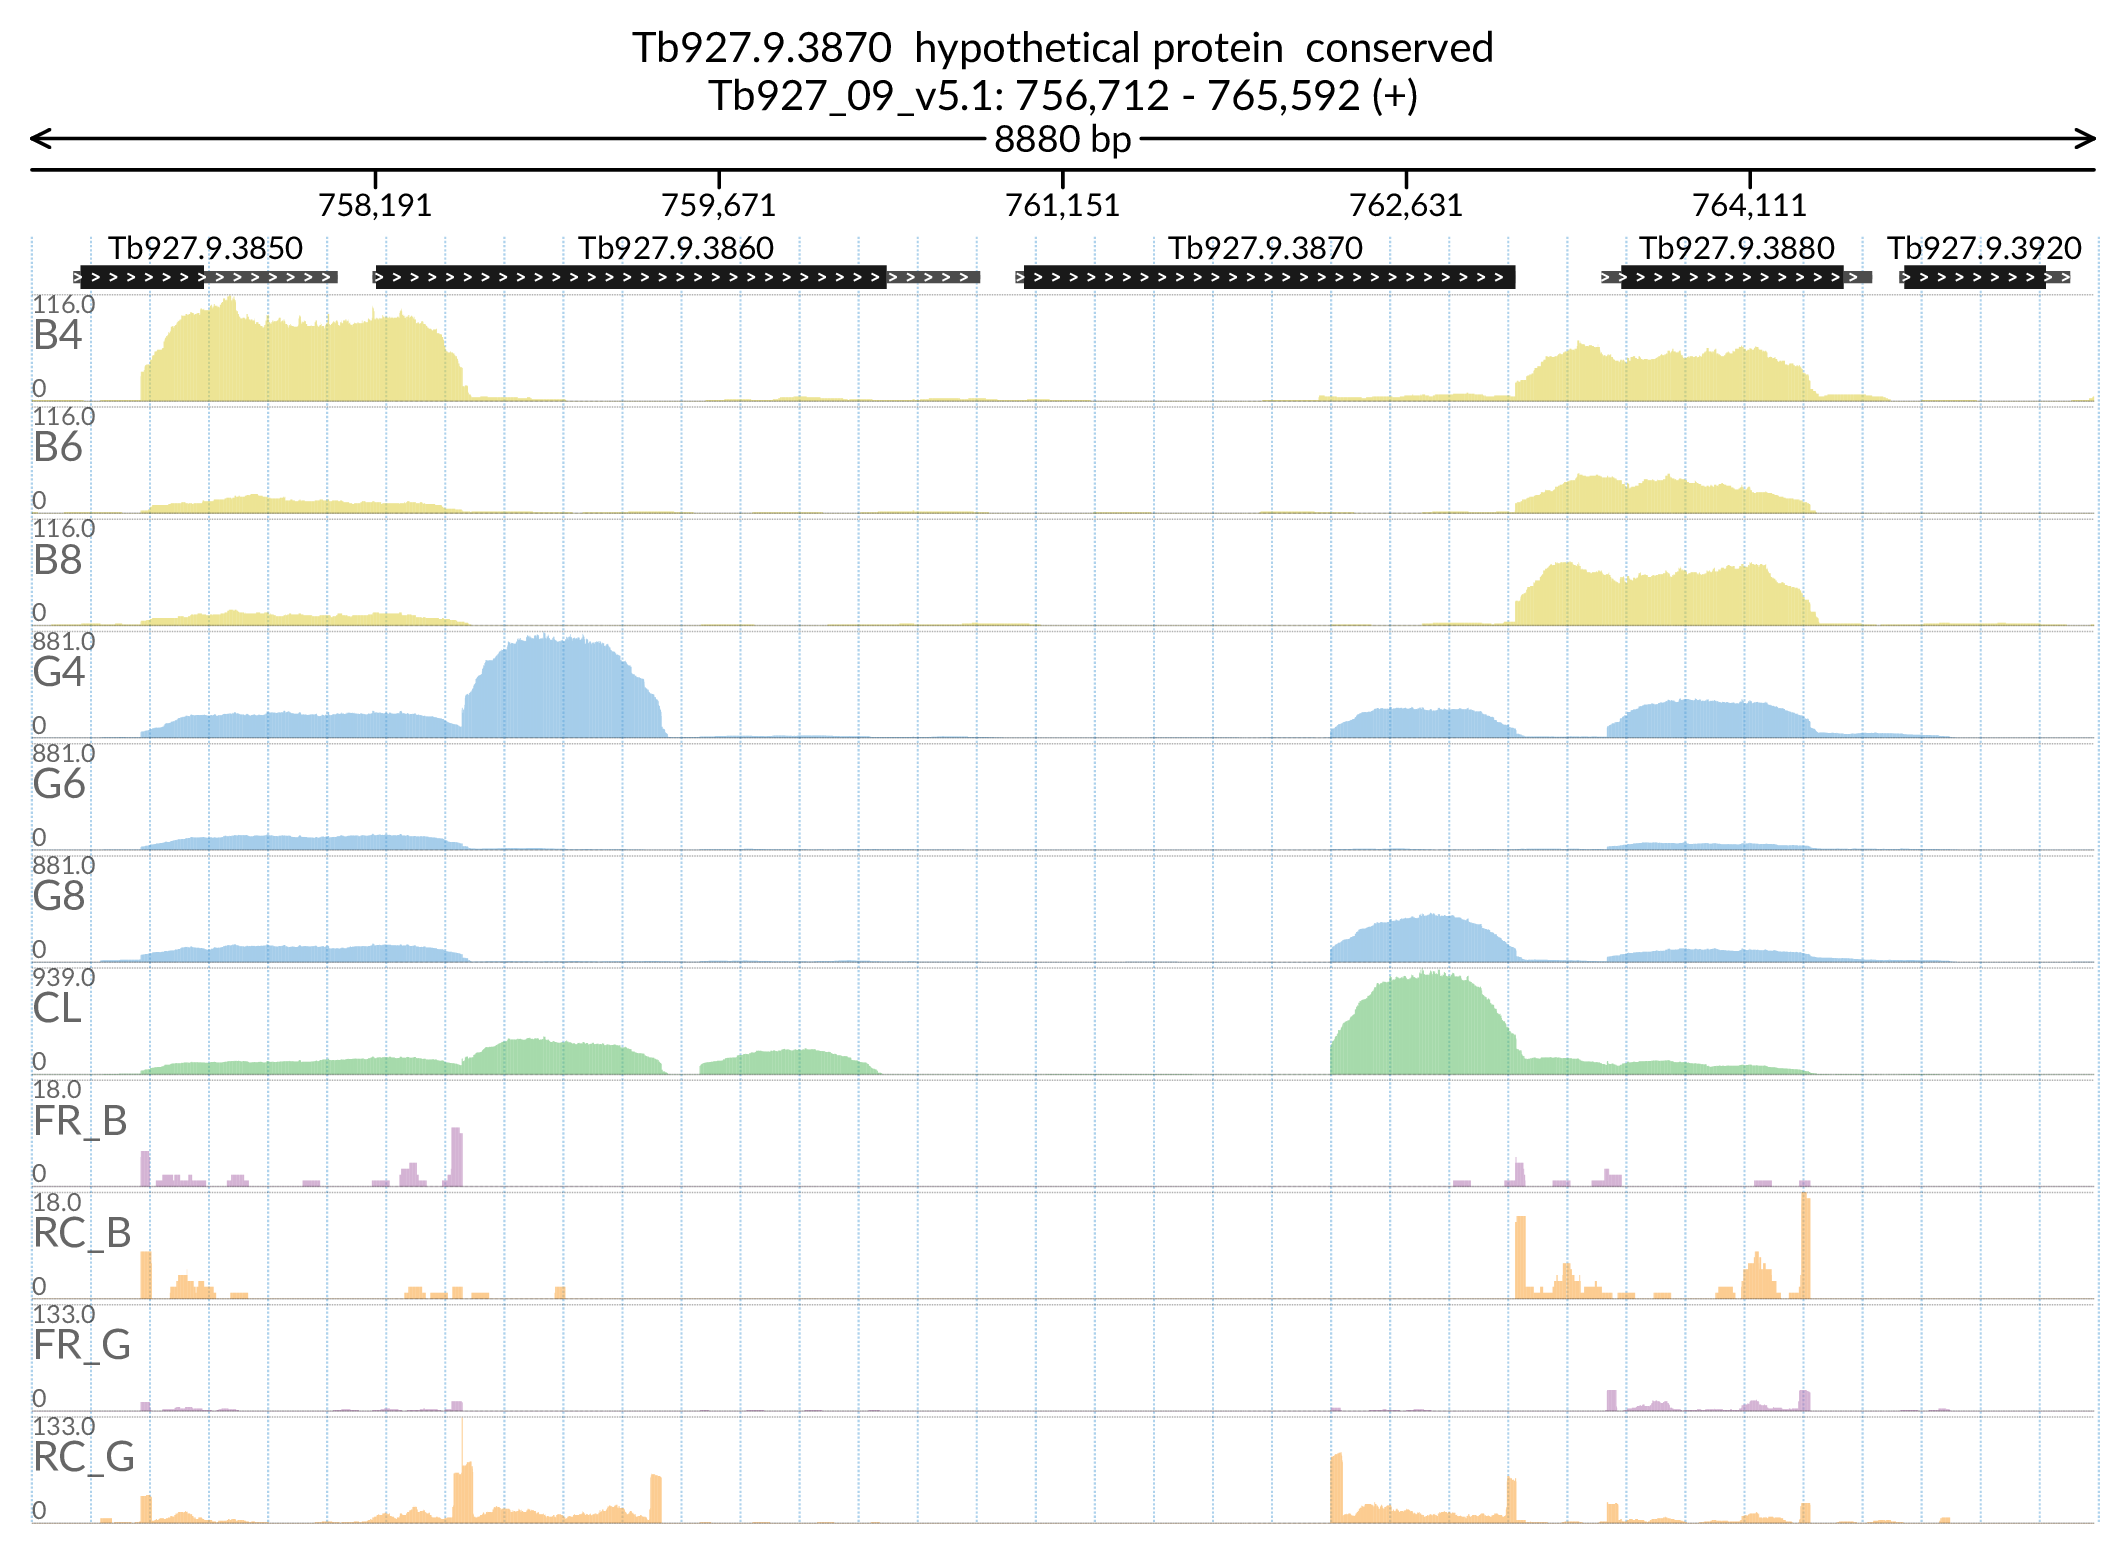 Tb927.9.3870  hypothetical protein  conserved
Tb927_09_v5.1: 756,712 - 765,592 (+)
8880 bp
758,191 759,671 761,151 762,631 764,111
Tb927.9.3850 Tb927.9.3860 Tb927.9.3870 Tb927.9.3880 Tb927.9.3920
116.0
B4
0
116.0
B6
0
116.0
B8
0
881.0
G4
0
881.0
G6
0
881.0
G8
0
939.0
CL
0
18.0
FR_B
0
18.0
RC_B
0
133.0
FR_G
0
133.0
RC_G
0